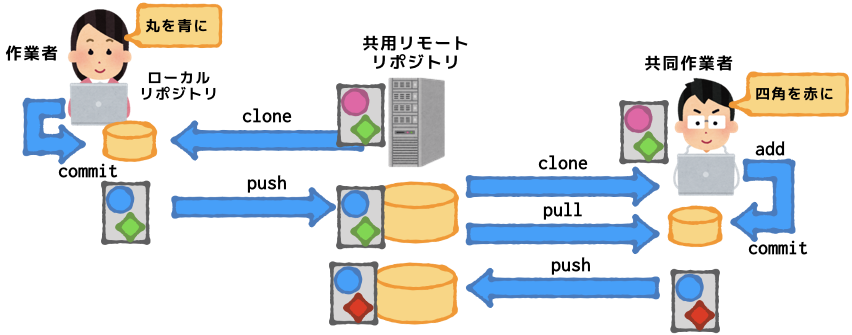 丸を青に
作業者
ローカル
リポジトリ
commit
clone
push
共用リモート
リポジトリ
clone
pull
push
共同作業者
四角を赤に
add
commit